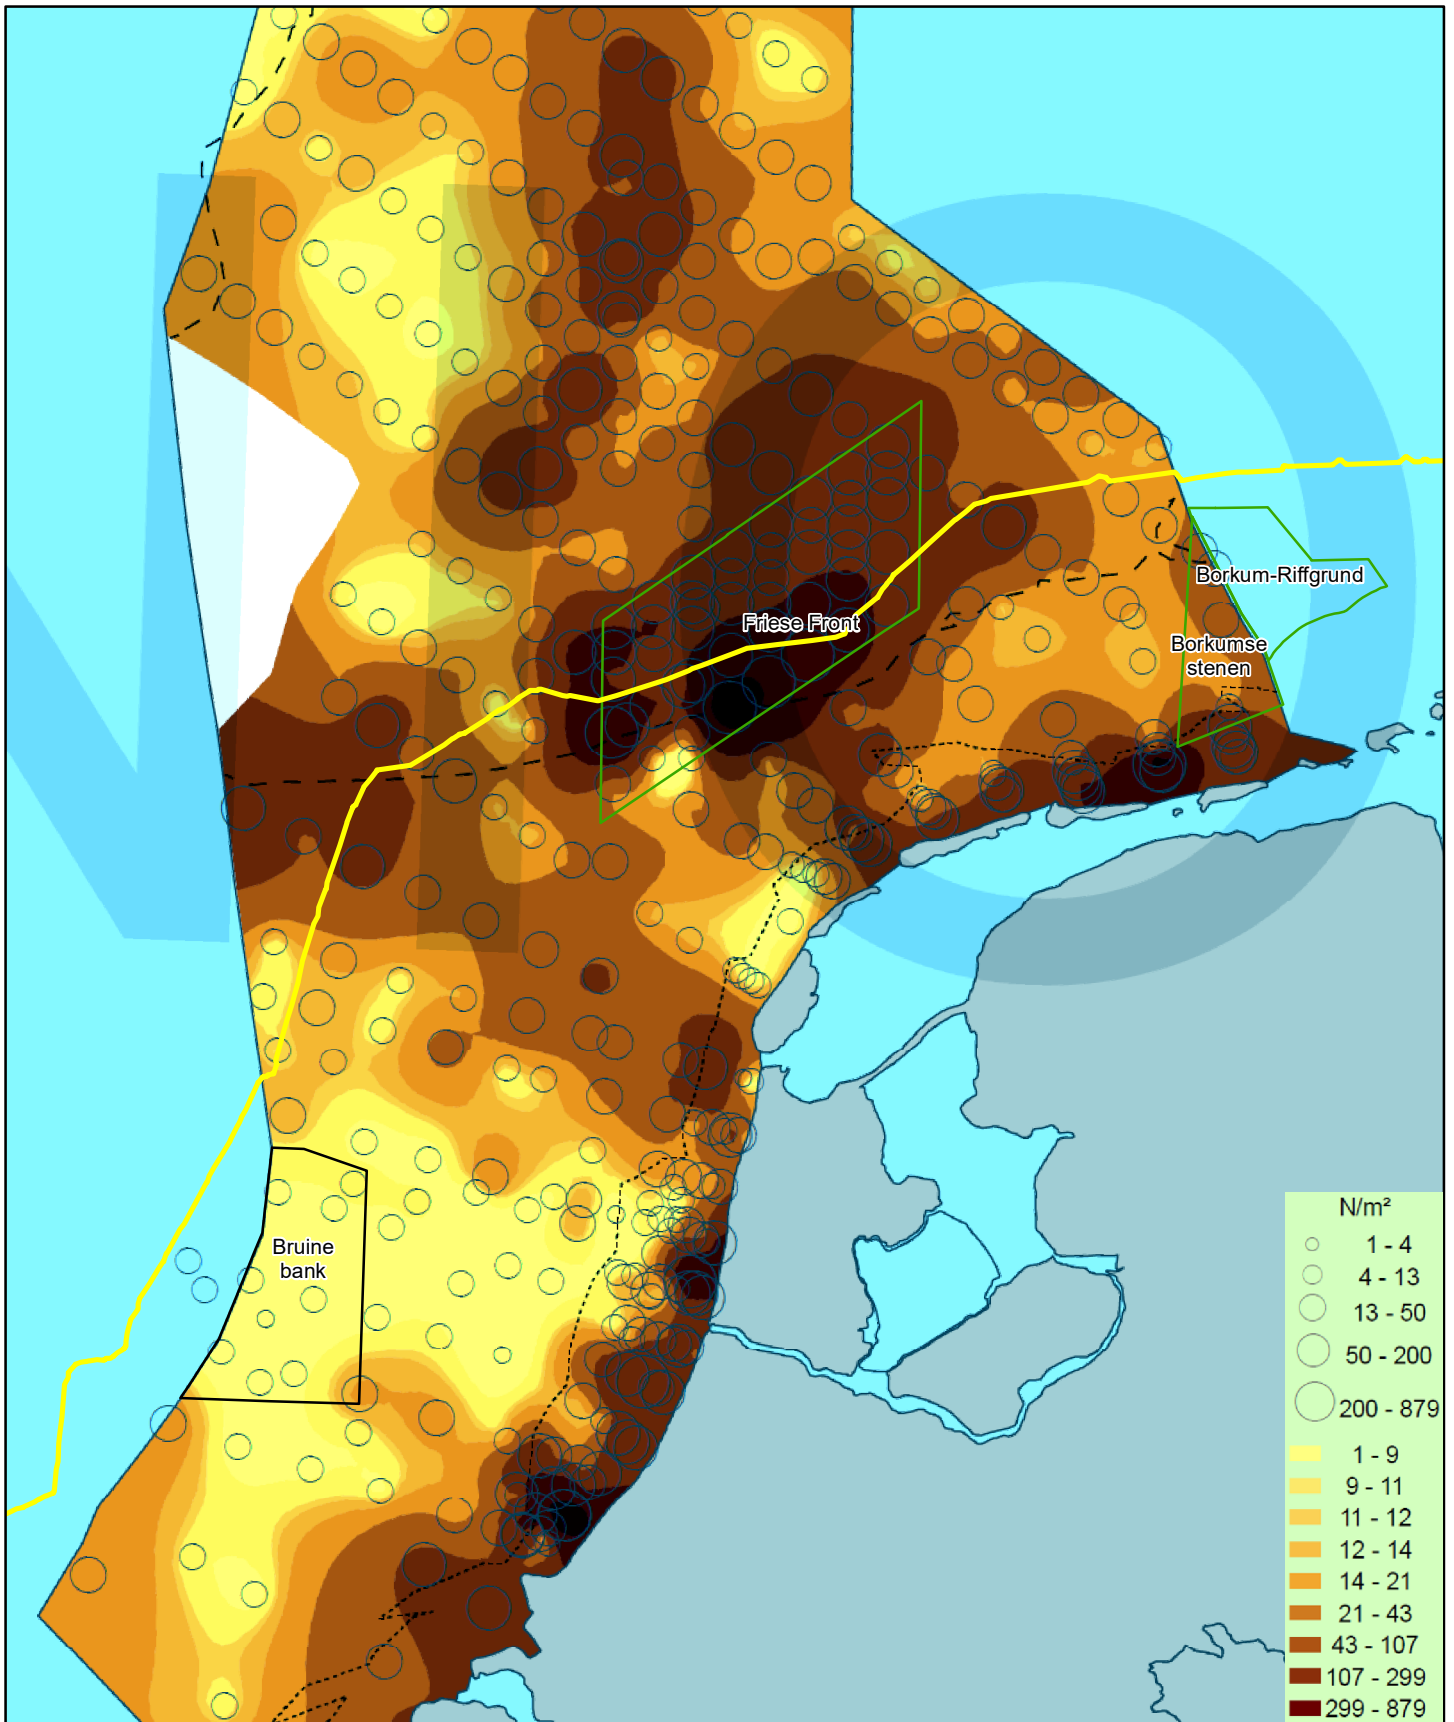 Borkum-Riffgrund
Friese Front
Borkumse
stenen
Bruine
bank
N/m²
1 - 4
4 - 13
13 - 50
50 - 200
200 - 879
1 - 9
9 - 11
11 - 12
12 - 14
14 - 21
21 - 43
43 - 107
107 - 299
299 - 879